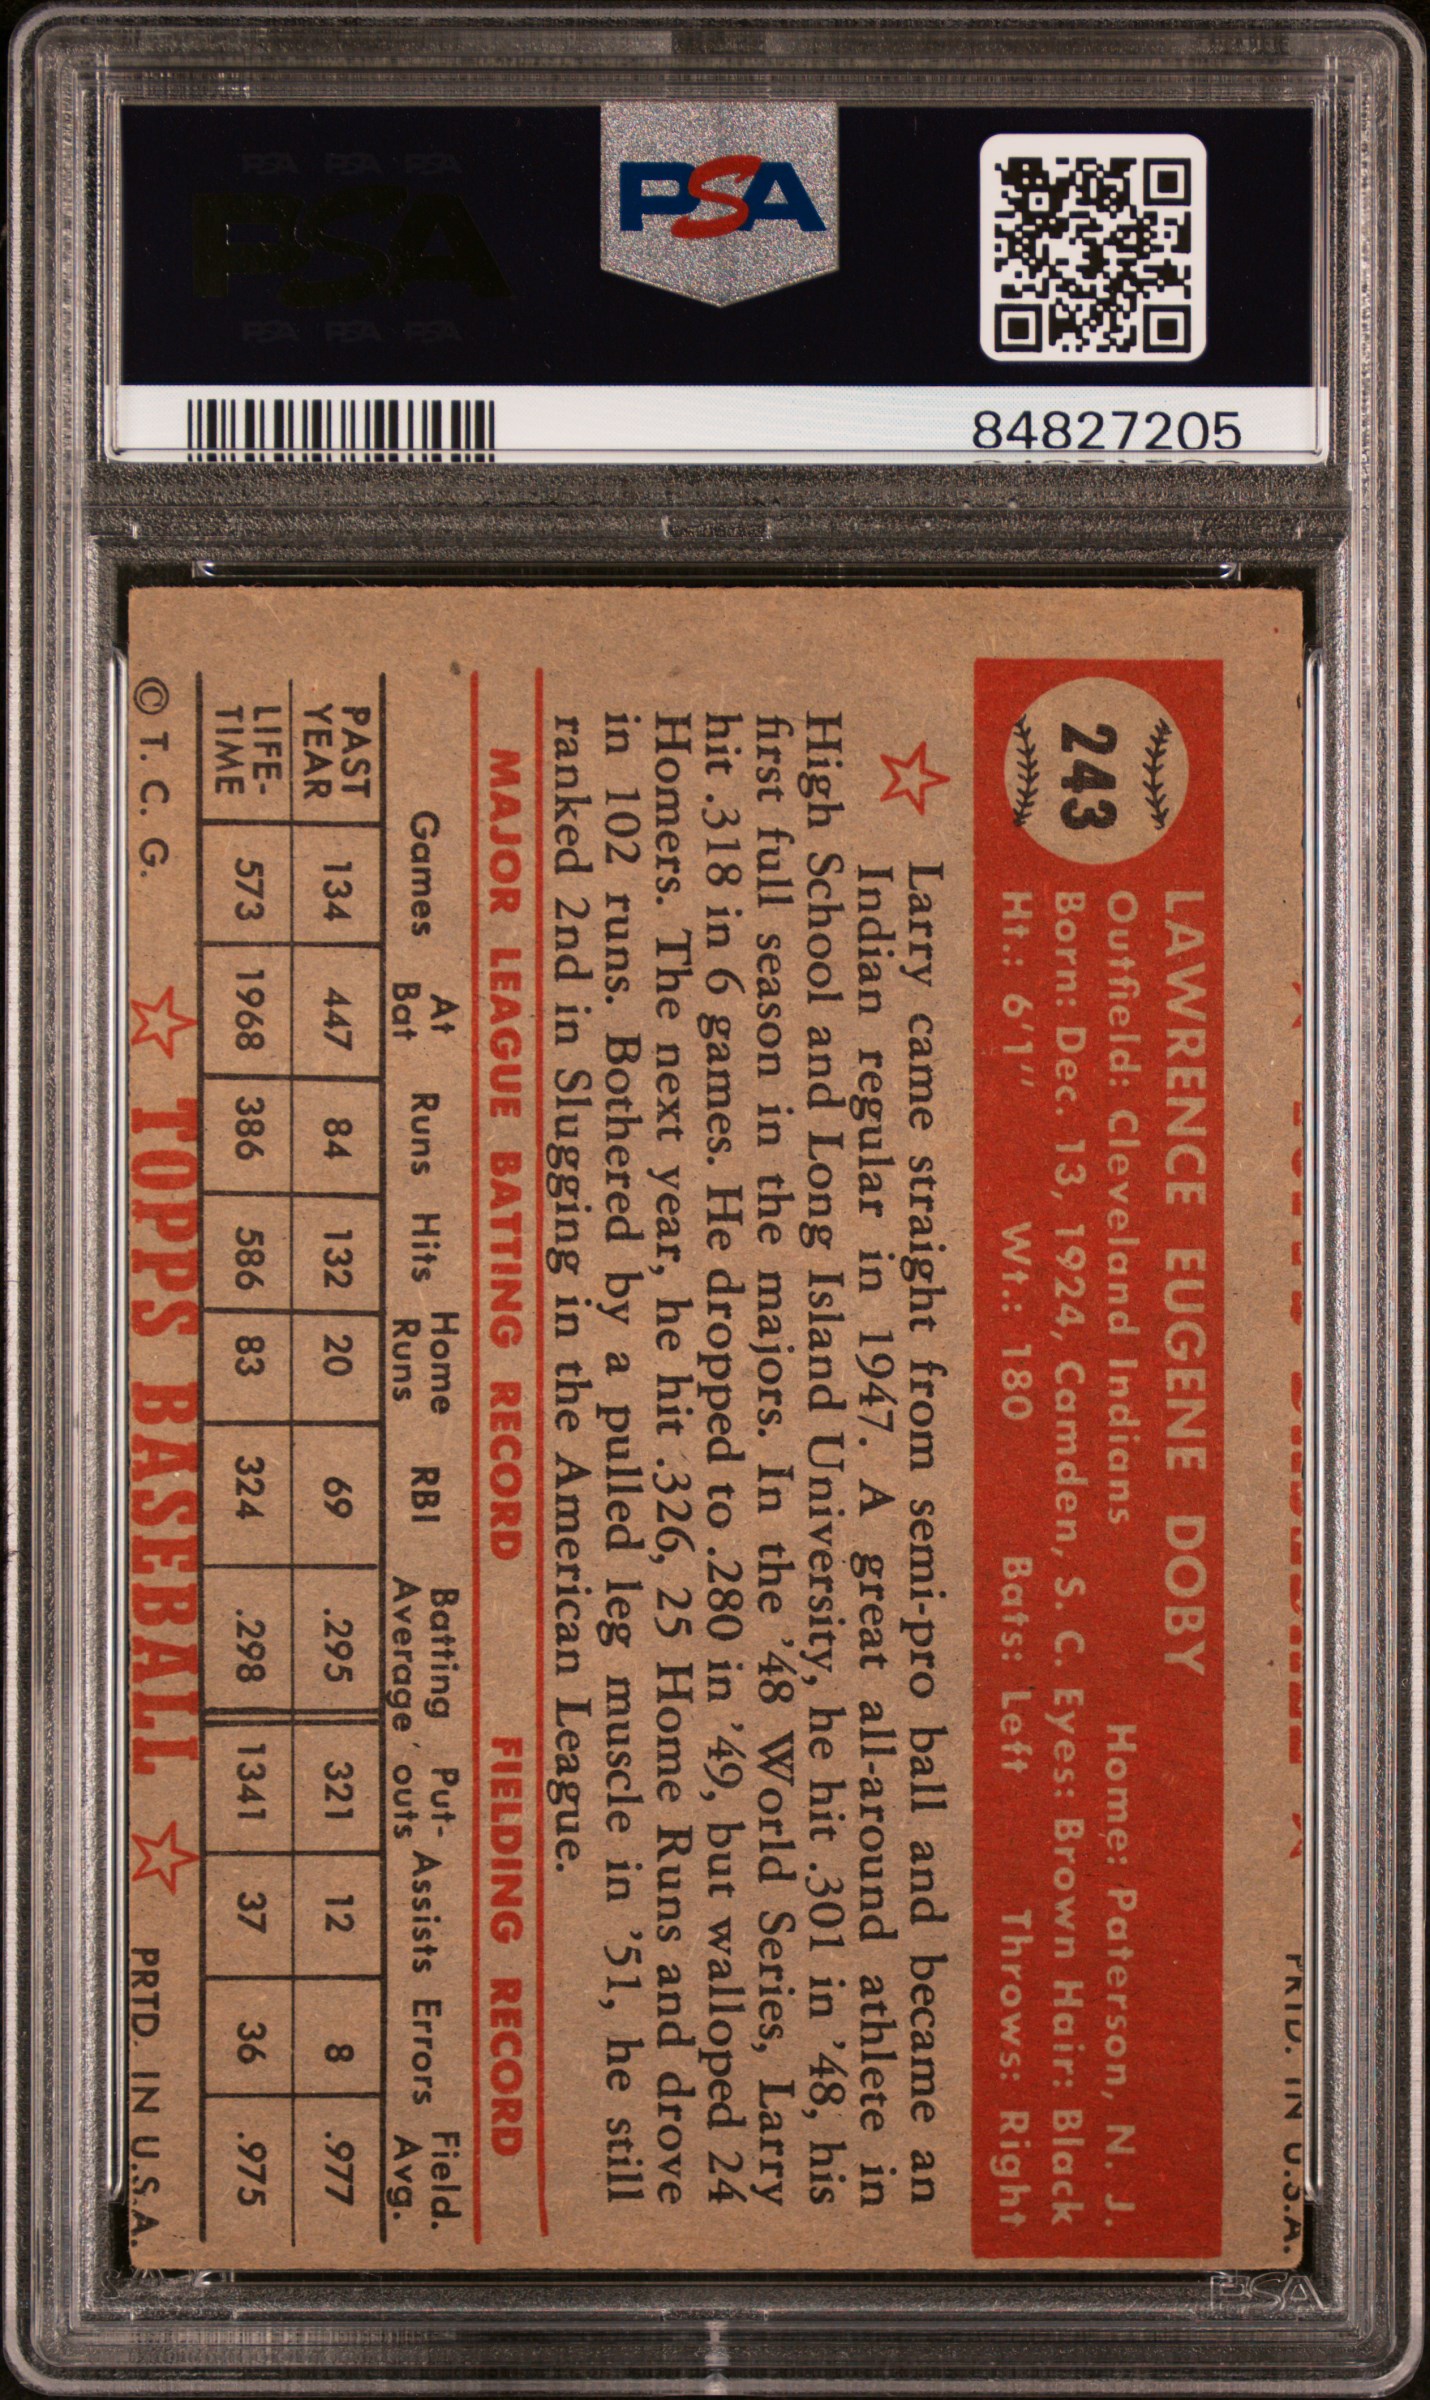 PSA PSA PSA
PSA
PSA PSA PSA
PSA
84827205
243
LAWRENCE EUGENE DOBY
Outfield: Cleveland Indians Home: Paterson, N. J.
Born: Dec. 13, 1924, Camden, S. C. Eyes: Brown Hair: Black
Ht.: 6'1" Wt.: 180 Bats: Left Throws: Right
Larry came straight from semi-pro ball and became an
Indian regular in 1947. A great all-around athlete in
High School and Long Island University, he hit .301 in '48, his
first full season in the majors. In the '48 World Series, Larry
hit .318 in 6 games. He dropped to .280 in '49, but walloped 24
Homers. The next year, he hit .326, 25 Home Runs and drove
in 102 runs. Bothered by a pulled leg muscle in '51, he still
ranked 2nd in Slugging in the American League.
MAJOR LEAGUE BATTING RECORD FIELDING RECORD
Games At Bat Runs Hits Home Runs RBI Batting Average Put-outs Assists Errors Field. Avg.
PAST YEAR 134 447 84 132 20 69 .295 321 12 8 .977
LIFE-TIME 573 1968 386 586 83 324 .298 1341 37 36 .975
© T. C. G. TOPPS BASEBALL PRTD. IN U.S.A.
PSA